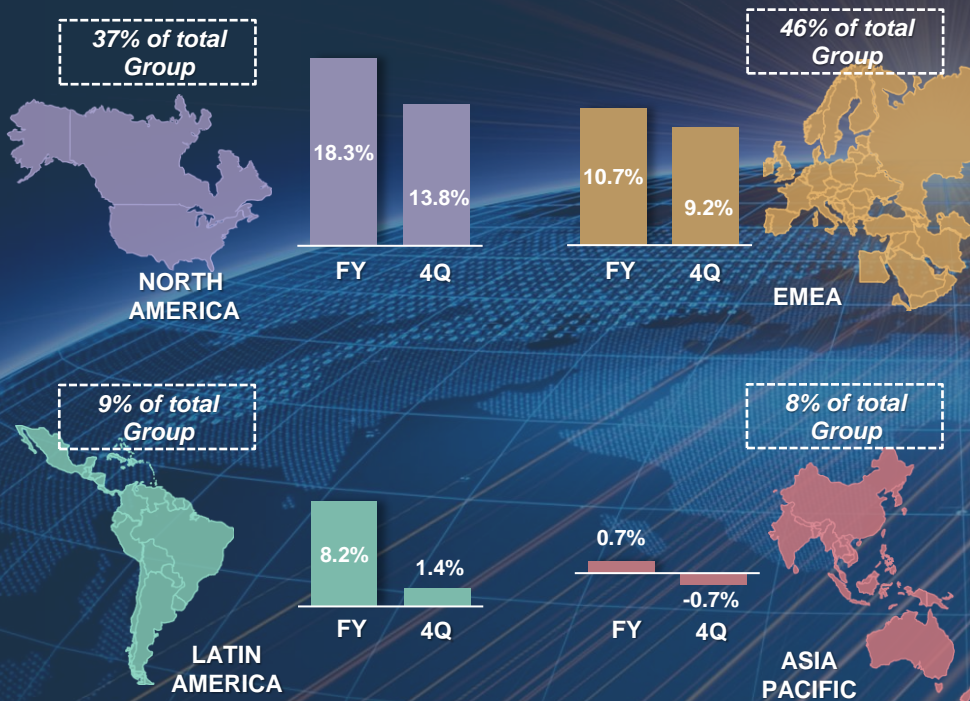 37% of total
Group
18.3%
13.8%
FY
4Q
NORTH
AMERICA
46% of total
Group
10.7%
9.2%
FY
4Q
EMEA
9% of total
Group
8.2%
1.4%
FY
4Q
LATIN
AMERICA
8% of total
Group
0.7%
-0.7%
FY
4Q
ASIA
PACIFIC